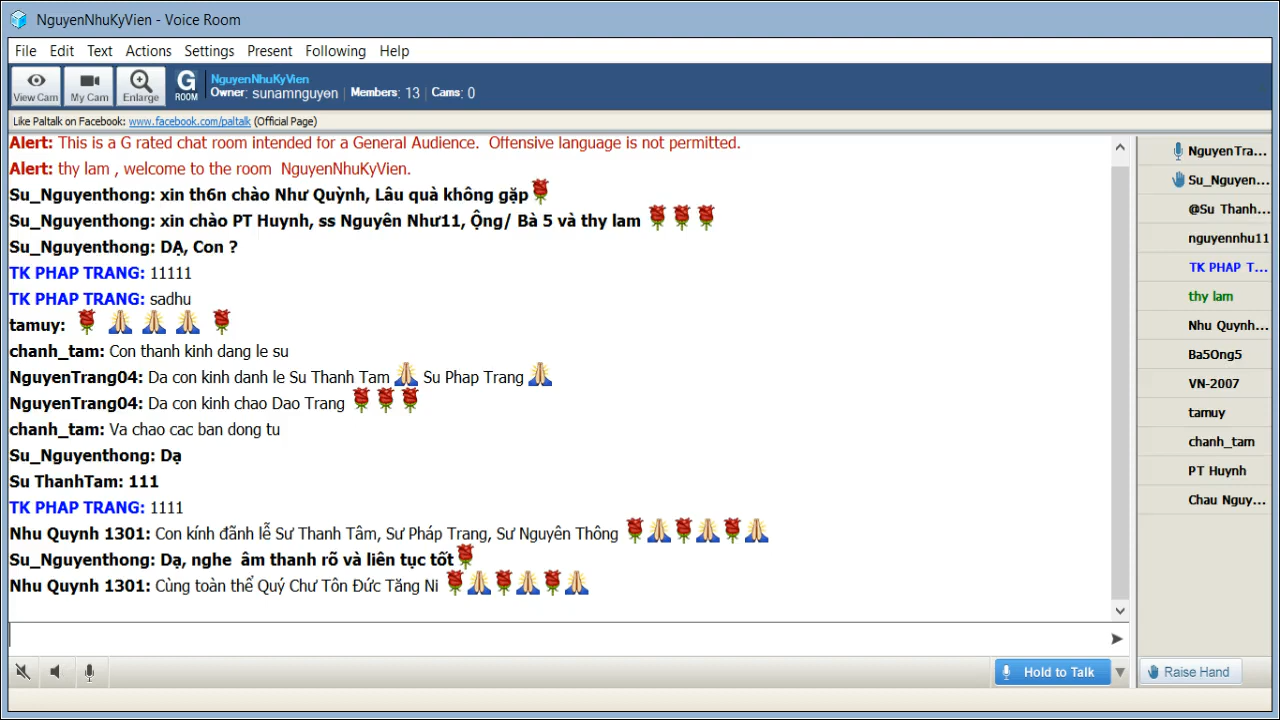 NguyenNhuKyVien - Voice Room
File Edit Text Actions Settings Present Following Help
View Cam My Cam Enlarge G ROOM
NguyenNhuKyVien
Owner: sunamnguyen Members: 13 Cams: 0
Like Paltalk on Facebook: www.facebook.com/paltalk (Official Page)
Alert: This is a G rated chat room intended for a General Audience. Offensive language is not permitted.
Alert: thy lam , welcome to the room NguyenNhuKyVien.
Su_Nguyenthong: xin th6n chào Như Quỳnh, Lâu quà không gặp
Su_Nguyenthong: xin chào PT Huynh, ss Nguyên Như11, Ộng/ Bà 5 và thy lam
Su_Nguyenthong: DẠ, Con ?
TK PHAP TRANG: 11111
TK PHAP TRANG: sadhu
tamuy:
chanh_tam: Con thanh kinh dang le su
NguyenTrang04: Da con kinh danh le Su Thanh Tam Su Phap Trang
NguyenTrang04: Da con kinh chao Dao Trang
chanh_tam: Va chao cac ban dong tu
Su_Nguyenthong: Dạ
Su ThanhTam: 111
TK PHAP TRANG: 1111
Nhu Quynh 1301: Con kính đãnh lễ Sư Thanh Tâm, Sư Pháp Trang, Sư Nguyên Thông
Su_Nguyenthong: Dạ, nghe âm thanh rõ và liên tục tốt
Nhu Quynh 1301: Cùng toàn thể Quý Chư Tôn Đức Tăng Ni
Hold to Talk
NguyenTra...
Su_Nguyen...
@Su Thanh...
nguyennhu11
TK PHAP T...
thy lam
Nhu Quynh...
Ba5Ong5
VN-2007
tamuy
chanh_tam
PT Huynh
Chau Nguy...
Raise Hand